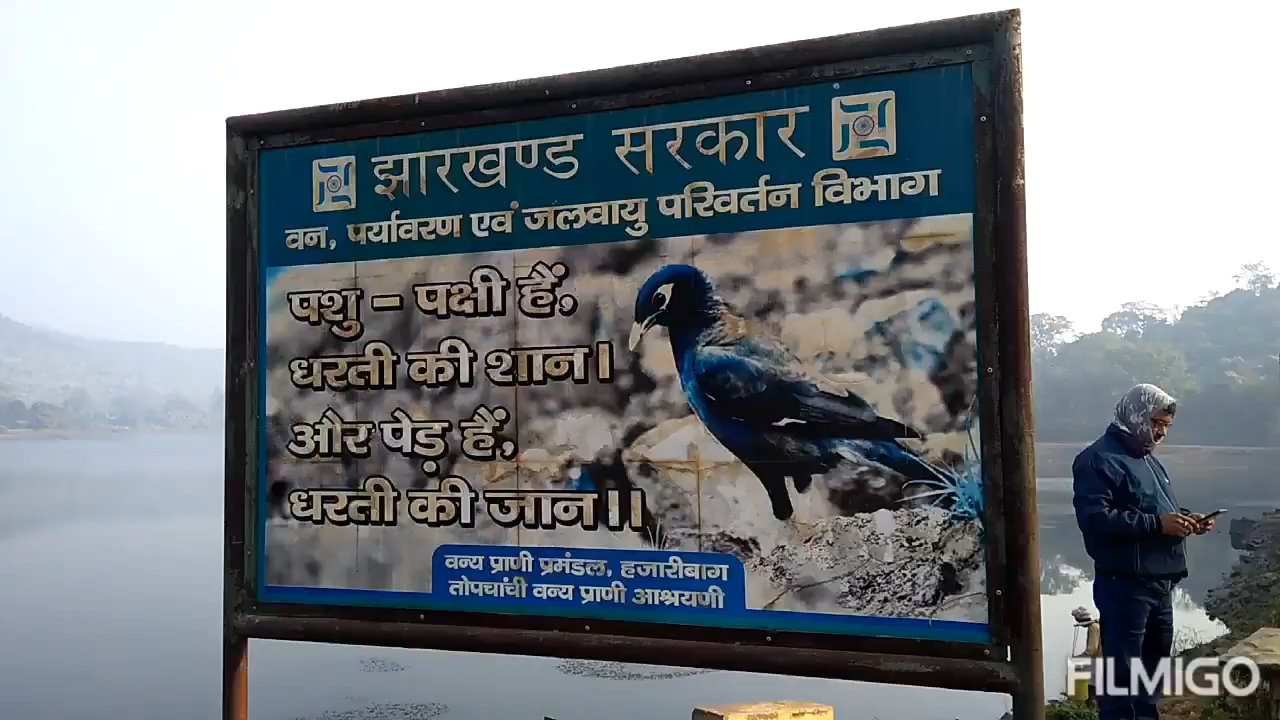 झारखण्ड सरकार
वन, पर्यावरण एवं जलवायु परिवर्तन विभाग
पशु - पक्षी हैं,
धरती की शान।
और पेड़ हैं,
धरती की जान।।
वन्य प्राणी प्रमंडल, हजारीबाग
तोपचांची वन्य प्राणी आश्रयणी
FILMIGO